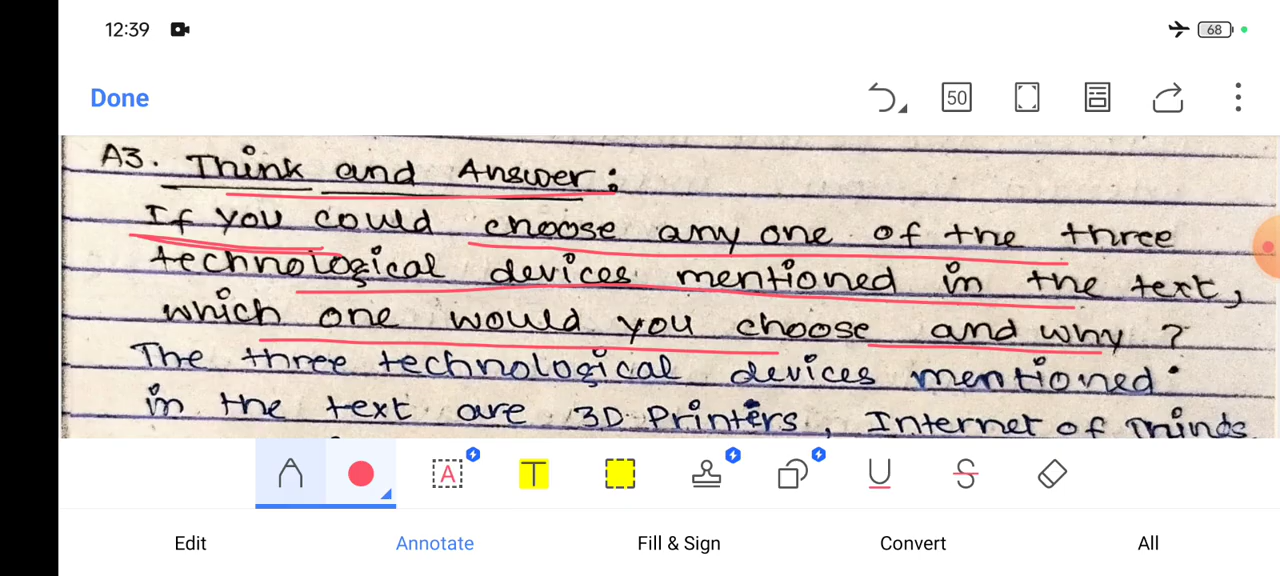 12:39
68
Done
50
A3. Think and Answer:
If you could choose any one of the three
technological devices mentioned in the text,
which one would you choose and why?
The three technological devices mentioned
in the text are 3D Printers, Internet of Things
A
T
U
S
Edit
Annotate
Fill & Sign
Convert
All